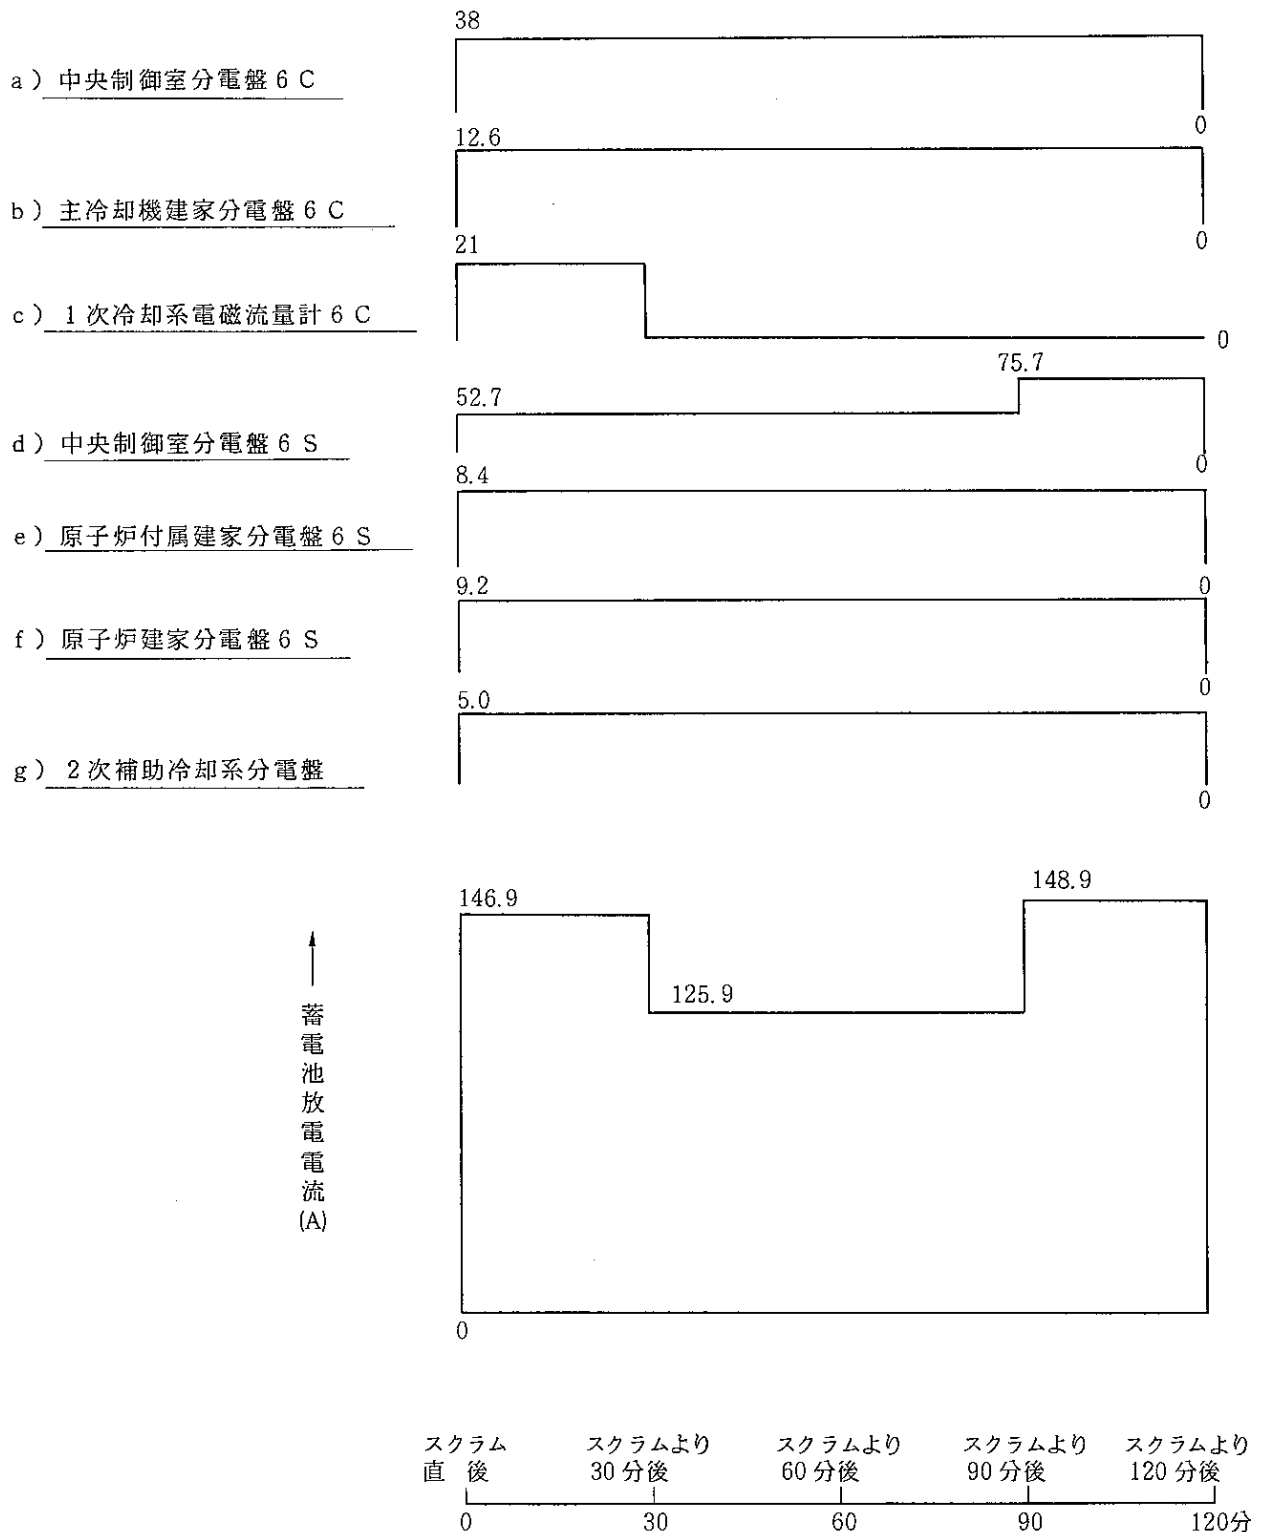 38
a) 中央制御室分電盤6C
0
12.6
b) 主冷却機建家分電盤6C
0
21
c) 1次冷却系電磁流量計6C
0
75.7
52.7
d) 中央制御室分電盤6S
0
8.4
e) 原子炉付属建家分電盤6S
0
9.2
f) 原子炉建家分電盤6S
0
5.0
g) 2次補助冷却系分電盤
0
148.9
146.9
125.9
蓄電池放電電流(A)
0
スクラム直後
スクラムより30分後
スクラムより60分後
スクラムより90分後
スクラムより120分後
0 30 60 90 120分